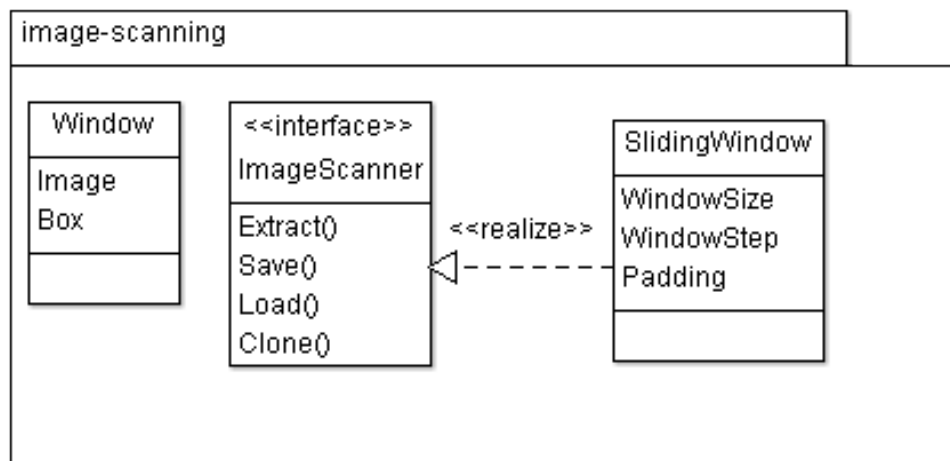 image-scanning
Window
Image
Box
<<interface>>
ImageScanner
Extract()
Save()
Load()
Clone()
<<realize>>
SlidingWindow
WindowSize
WindowStep
Padding